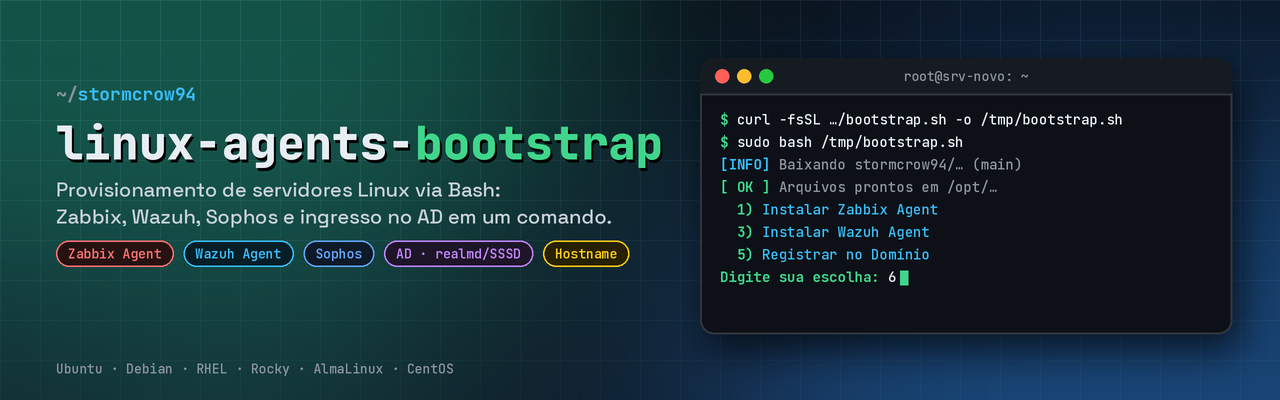 ~/stormcrow94
linux-agents-bootstrap
Provisionamento de servidores Linux via Bash:
Zabbix, Wazuh, Sophos e ingresso no AD em um comando.
Zabbix Agent
Wazuh Agent
Sophos
AD · realmd/SSSD
Hostname
Ubuntu · Debian · RHEL · Rocky · AlmaLinux · CentOS
root@srv-novo: ~
$ curl -fsSL …/bootstrap.sh -o /tmp/bootstrap.sh
$ sudo bash /tmp/bootstrap.sh
[INFO] Baixando stormcrow94/… (main)
[ OK ] Arquivos prontos em /opt/…
1) Instalar Zabbix Agent
3) Instalar Wazuh Agent
5) Registrar no Domínio
Digite sua escolha: 6